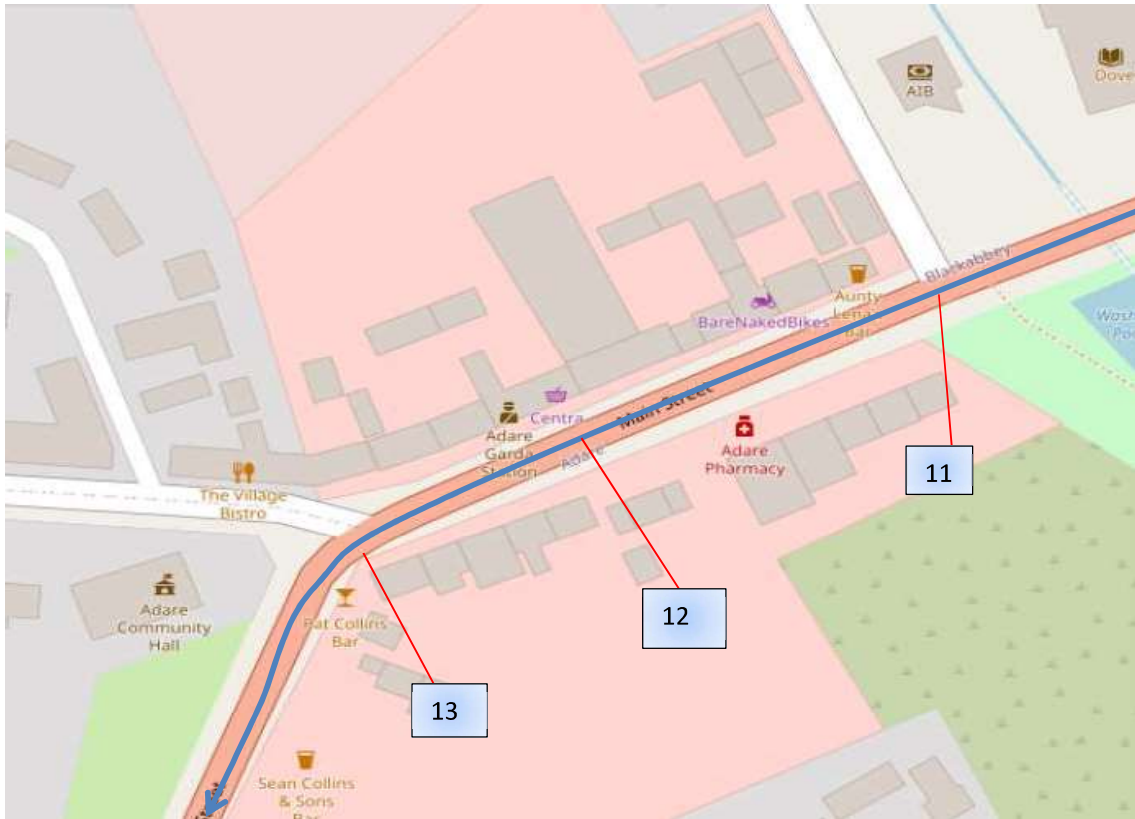 AIB
Dove
Blackabbey
Aunty
Lena's
Bar
BareNakedBikes
Wash
Poo
Main Street
Centra
Adare
Garda
Station
Adare
Adare
Pharmacy
11
The Village
Bistro
12
Adare
Community
Hall
Pat Collins
Bar
13
Sean Collins
& Sons
Bar